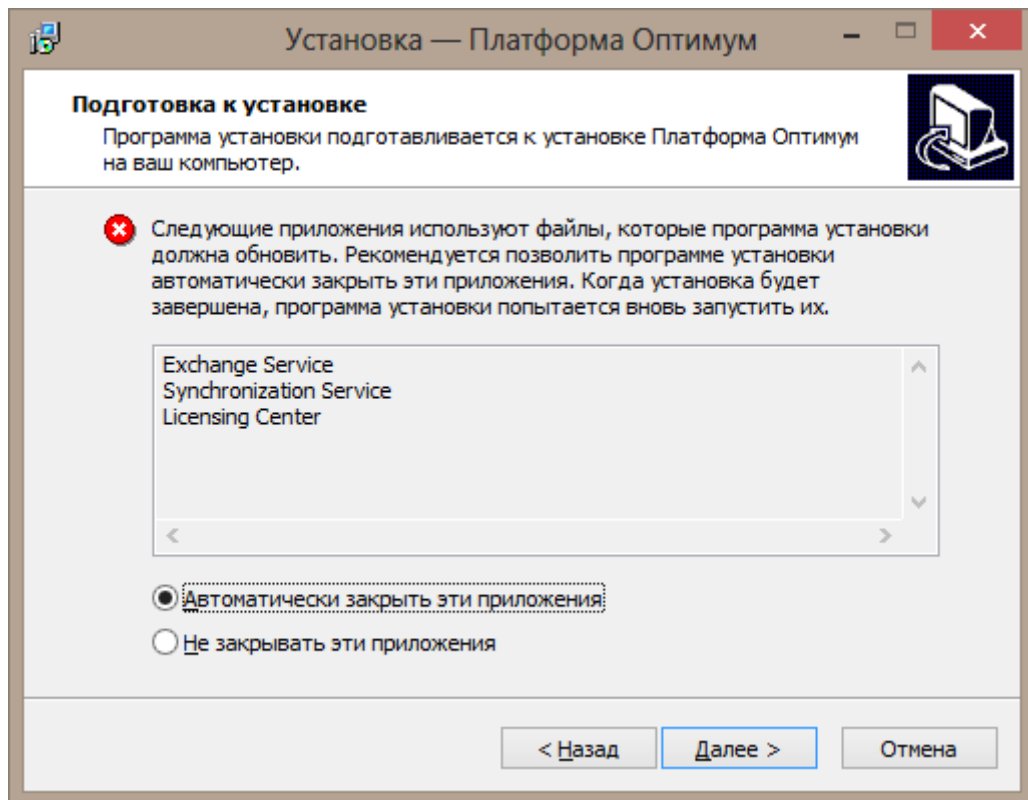 Установка — Платформа Оптимум
Подготовка к установке
Программа установки подготавливается к установке Платформа Оптимум
на ваш компьютер.
Следующие приложения используют файлы, которые программа установки
должна обновить. Рекомендуется позволить программе установки
автоматически закрыть эти приложения. Когда установка будет
завершена, программа установки попытается вновь запустить их.
Exchange Service
Synchronization Service
Licensing Center
Автоматически закрыть эти приложения
Не закрывать эти приложения
< Назад
Далее >
Отмена